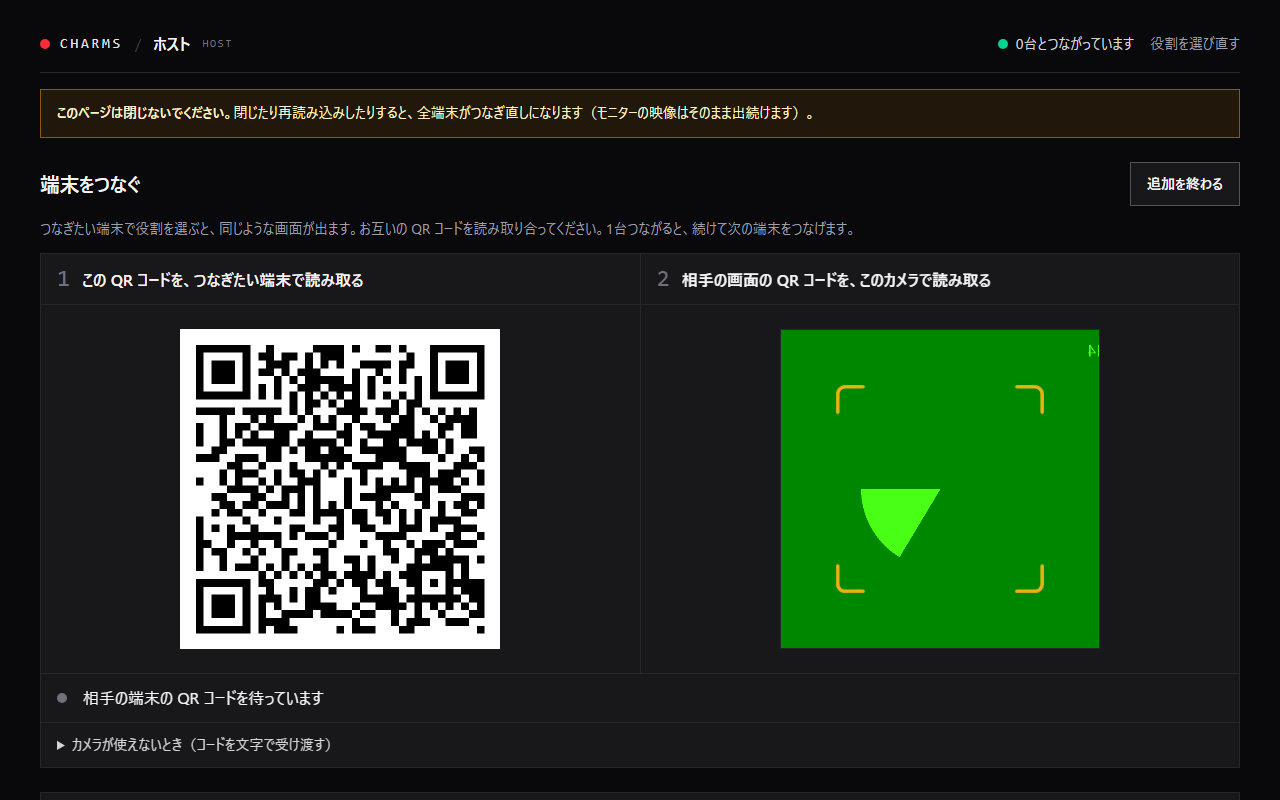 CHARMS / ホスト HOST
0台とつながっています 役割を選び直す
このページは閉じないでください。閉じたり再読み込みしたりすると、全端末がつなぎ直しになります（モニターの映像はそのまま出続けます）。
端末をつなぐ
追加を終わる
つなぎたい端末で役割を選ぶと、同じような画面が出ます。お互いの QR コードを読み取り合ってください。1台つながると、続けて次の端末をつなげます。
1 この QR コードを、つなぎたい端末で読み取る
2 相手の画面の QR コードを、このカメラで読み取る
相手の端末の QR コードを待っています
▶ カメラが使えないとき（コードを文字で受け渡す）